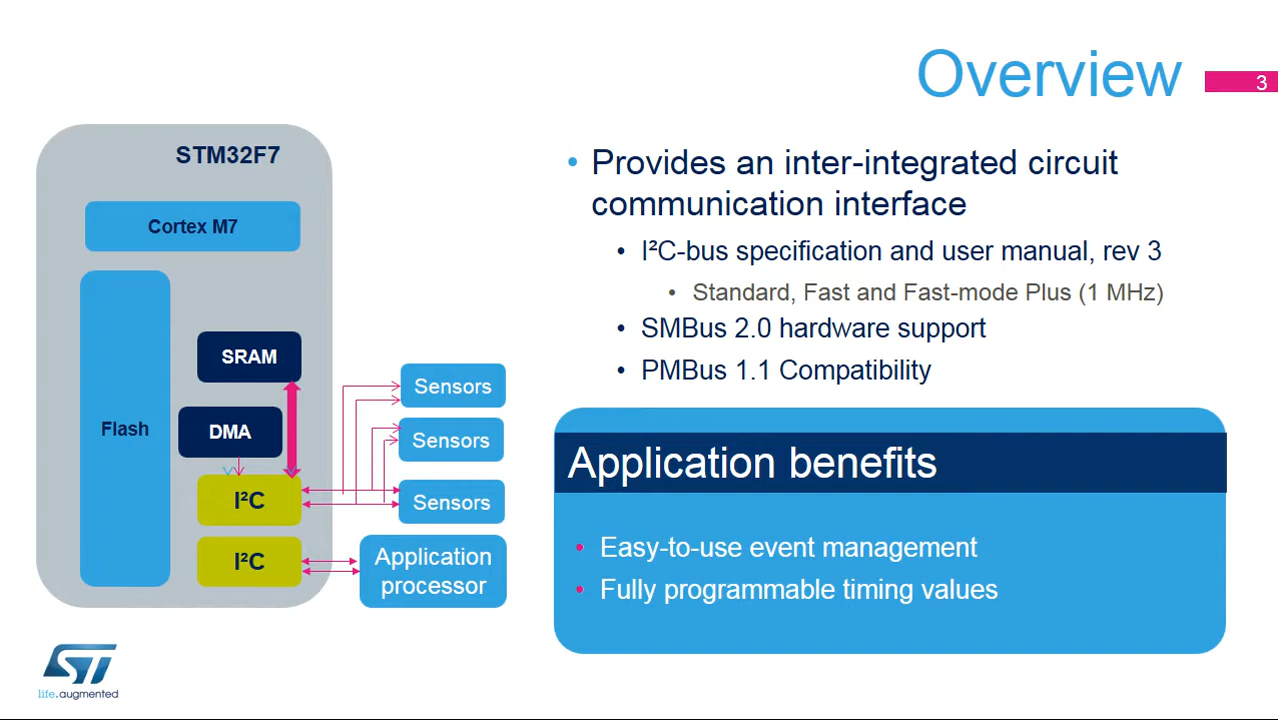 Overview
3
STM32F7
Cortex M7
Flash
SRAM
DMA
I²C
I²C
Sensors
Sensors
Sensors
Application
processor
• Provides an inter-integrated circuit
communication interface
• I²C-bus specification and user manual, rev 3
• Standard, Fast and Fast-mode Plus (1 MHz)
• SMBus 2.0 hardware support
• PMBus 1.1 Compatibility
Application benefits
• Easy-to-use event management
• Fully programmable timing values
ST
life.augmented